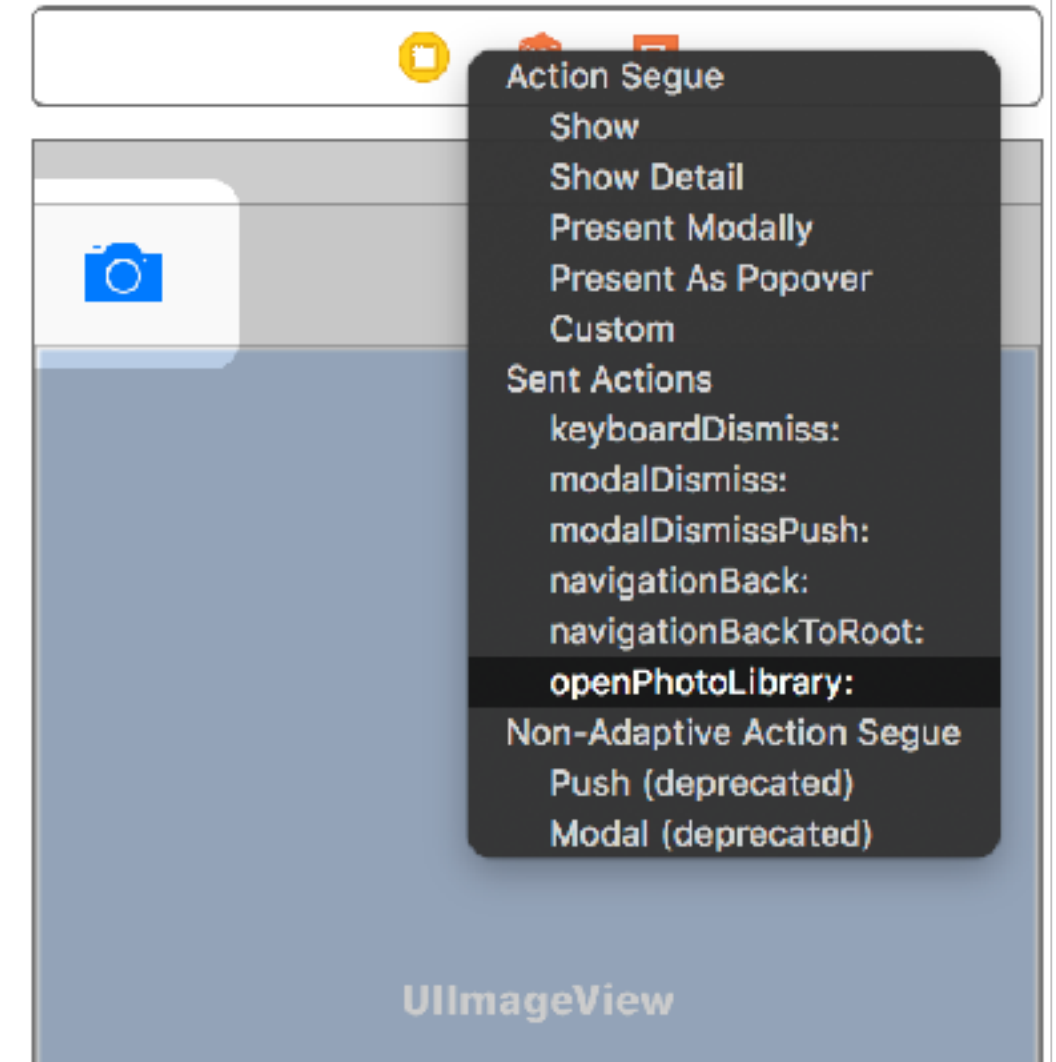 Action Segue
Show
Show Detail
Present Modally
Present As Popover
Custom
Sent Actions
keyboardDismiss:
modalDismiss:
modalDismissPush:
navigationBack:
navigationBackToRoot:
openPhotoLibrary:
Non-Adaptive Action Segue
Push (deprecated)
Modal (deprecated)
UIImageView